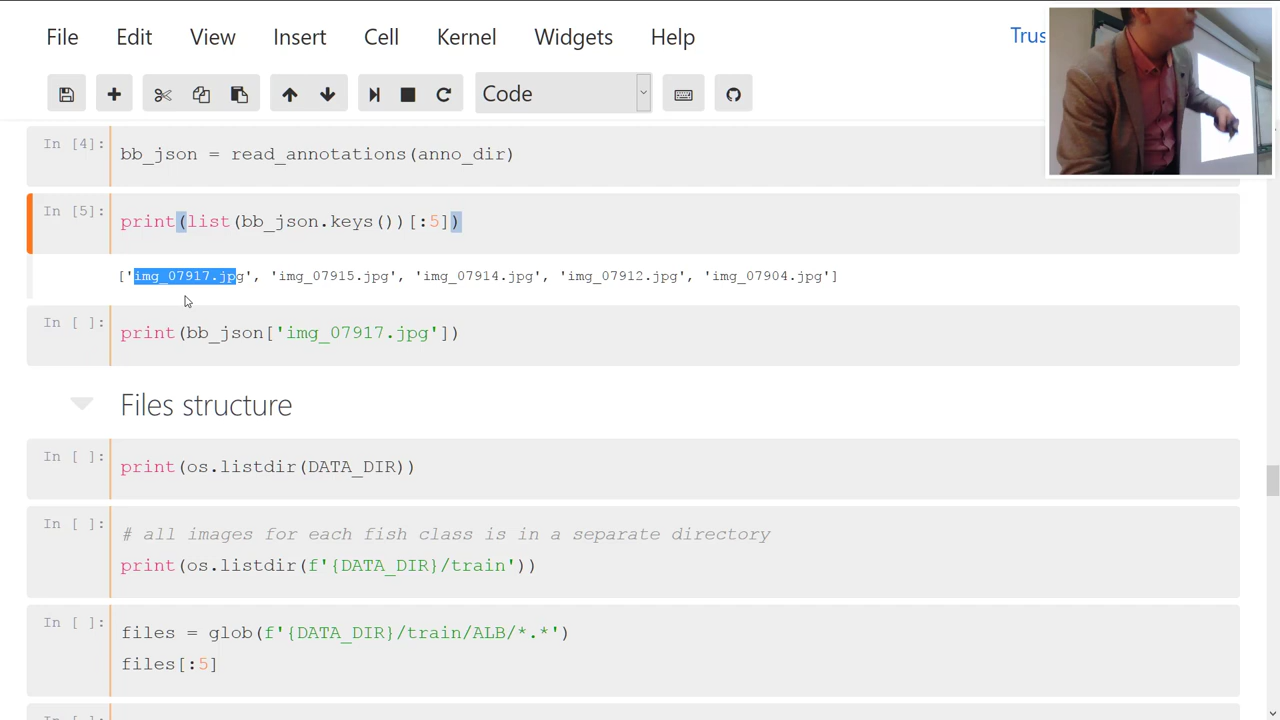 File Edit View Insert Cell Kernel Widgets Help Trus
Code
In [4]: bb_json = read_annotations(anno_dir)
In [5]: print(list(bb_json.keys())[:5])
['img_07917.jpg', 'img_07915.jpg', 'img_07914.jpg', 'img_07912.jpg', 'img_07904.jpg']
In [ ]: print(bb_json['img_07917.jpg'])
Files structure
In [ ]: print(os.listdir(DATA_DIR))
In [ ]: # all images for each fish class is in a separate directory
print(os.listdir(f'{DATA_DIR}/train'))
In [ ]: files = glob(f'{DATA_DIR}/train/ALB/*.*')
files[:5]